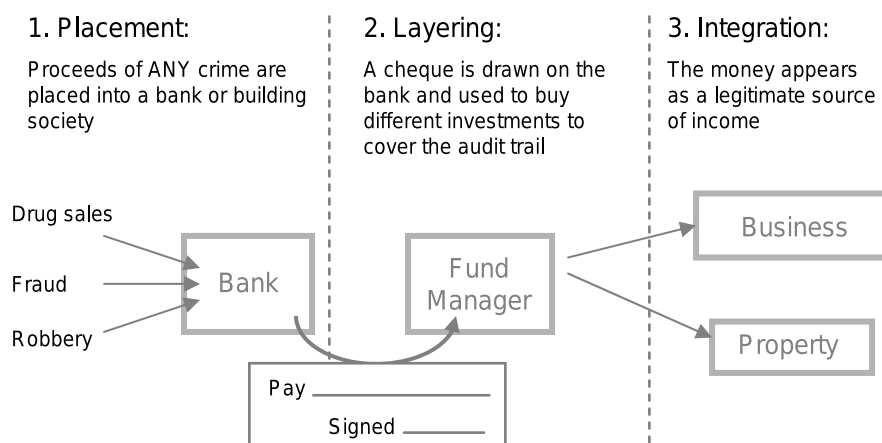 1. Placement:
Proceeds of ANY crime are
placed into a bank or building
society
2. Layering:
A cheque is drawn on the
bank and used to buy
different investments to
cover the audit trail
3. Integration:
The money appears
as a legitimate source
of income
Drug sales
Fraud
Robbery
Bank
Fund
Manager
Business
Property
Pay
Signed